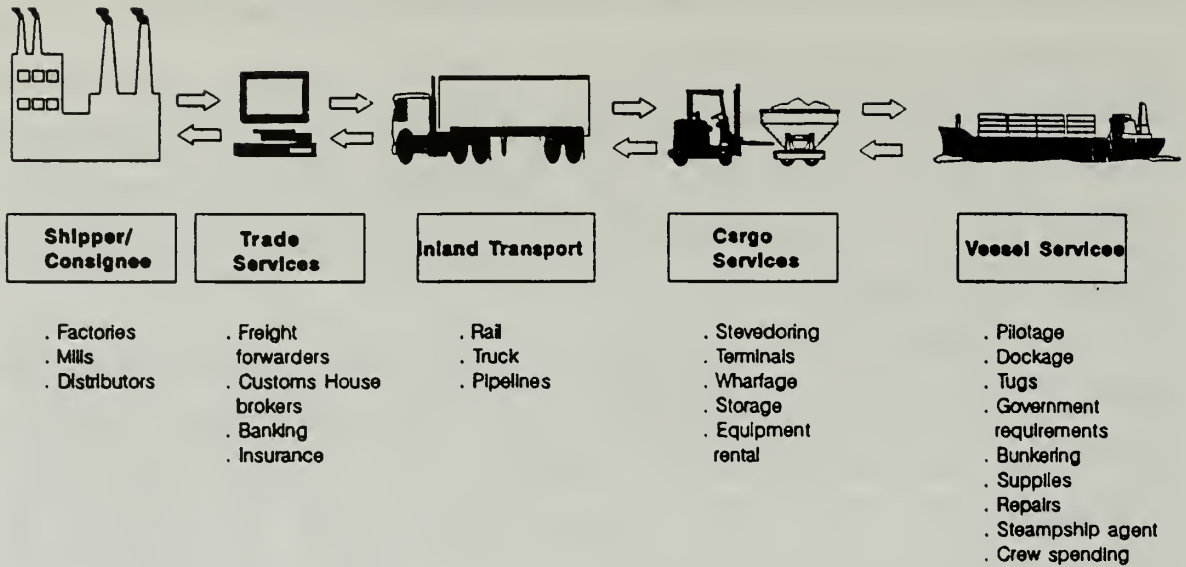 Shipper/
Consignee
Trade
Services
Inland Transport
Cargo
Services
Vessel Services
. Factories
. Mills
. Distributors
. Freight
forwarders
. Customs House
brokers
. Banking
. Insurance
. Rail
. Truck
. Pipelines
. Stevedoring
. Terminals
. Wharfage
. Storage
. Equipment
rental
. Pilotage
. Dockage
. Tugs
. Government
requirements
. Bunkering
. Supplies
. Repairs
. Steampship agent
. Crew spending